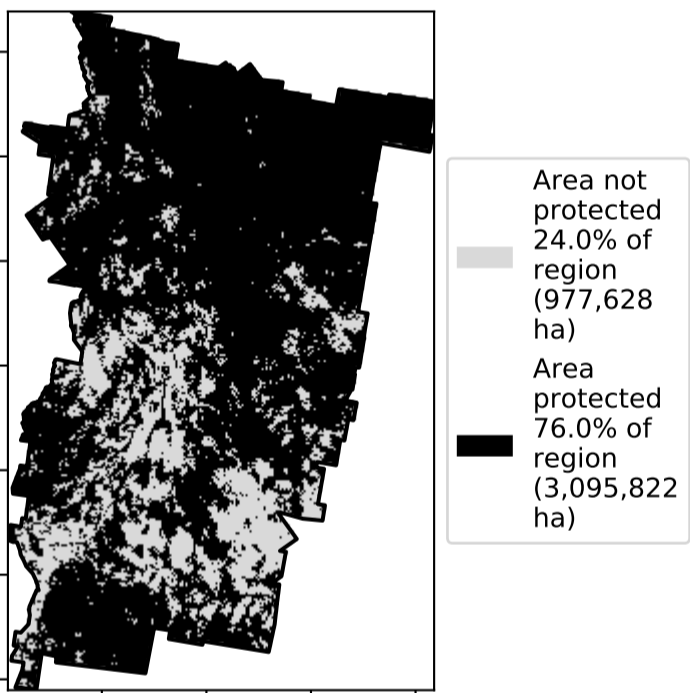 Area not
protected
24.0% of
region
(977,628
ha)
Area
protected
76.0% of
region
(3,095,822
ha)